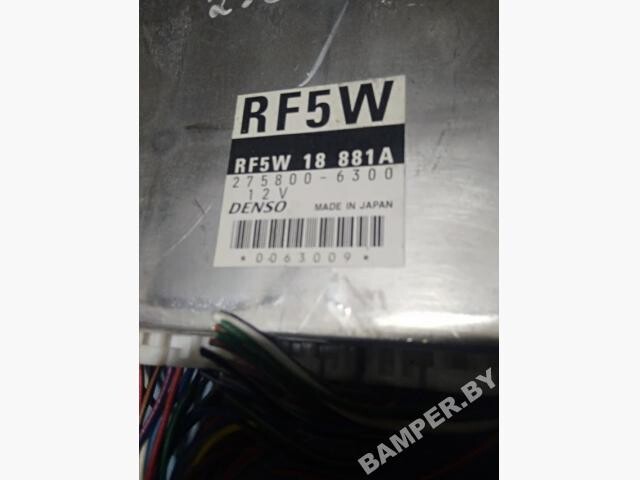 RF5W
RF5W 18 881A
275800-6300
12V
DENSO MADE IN JAPAN
*0063009*
BAMPER.BY